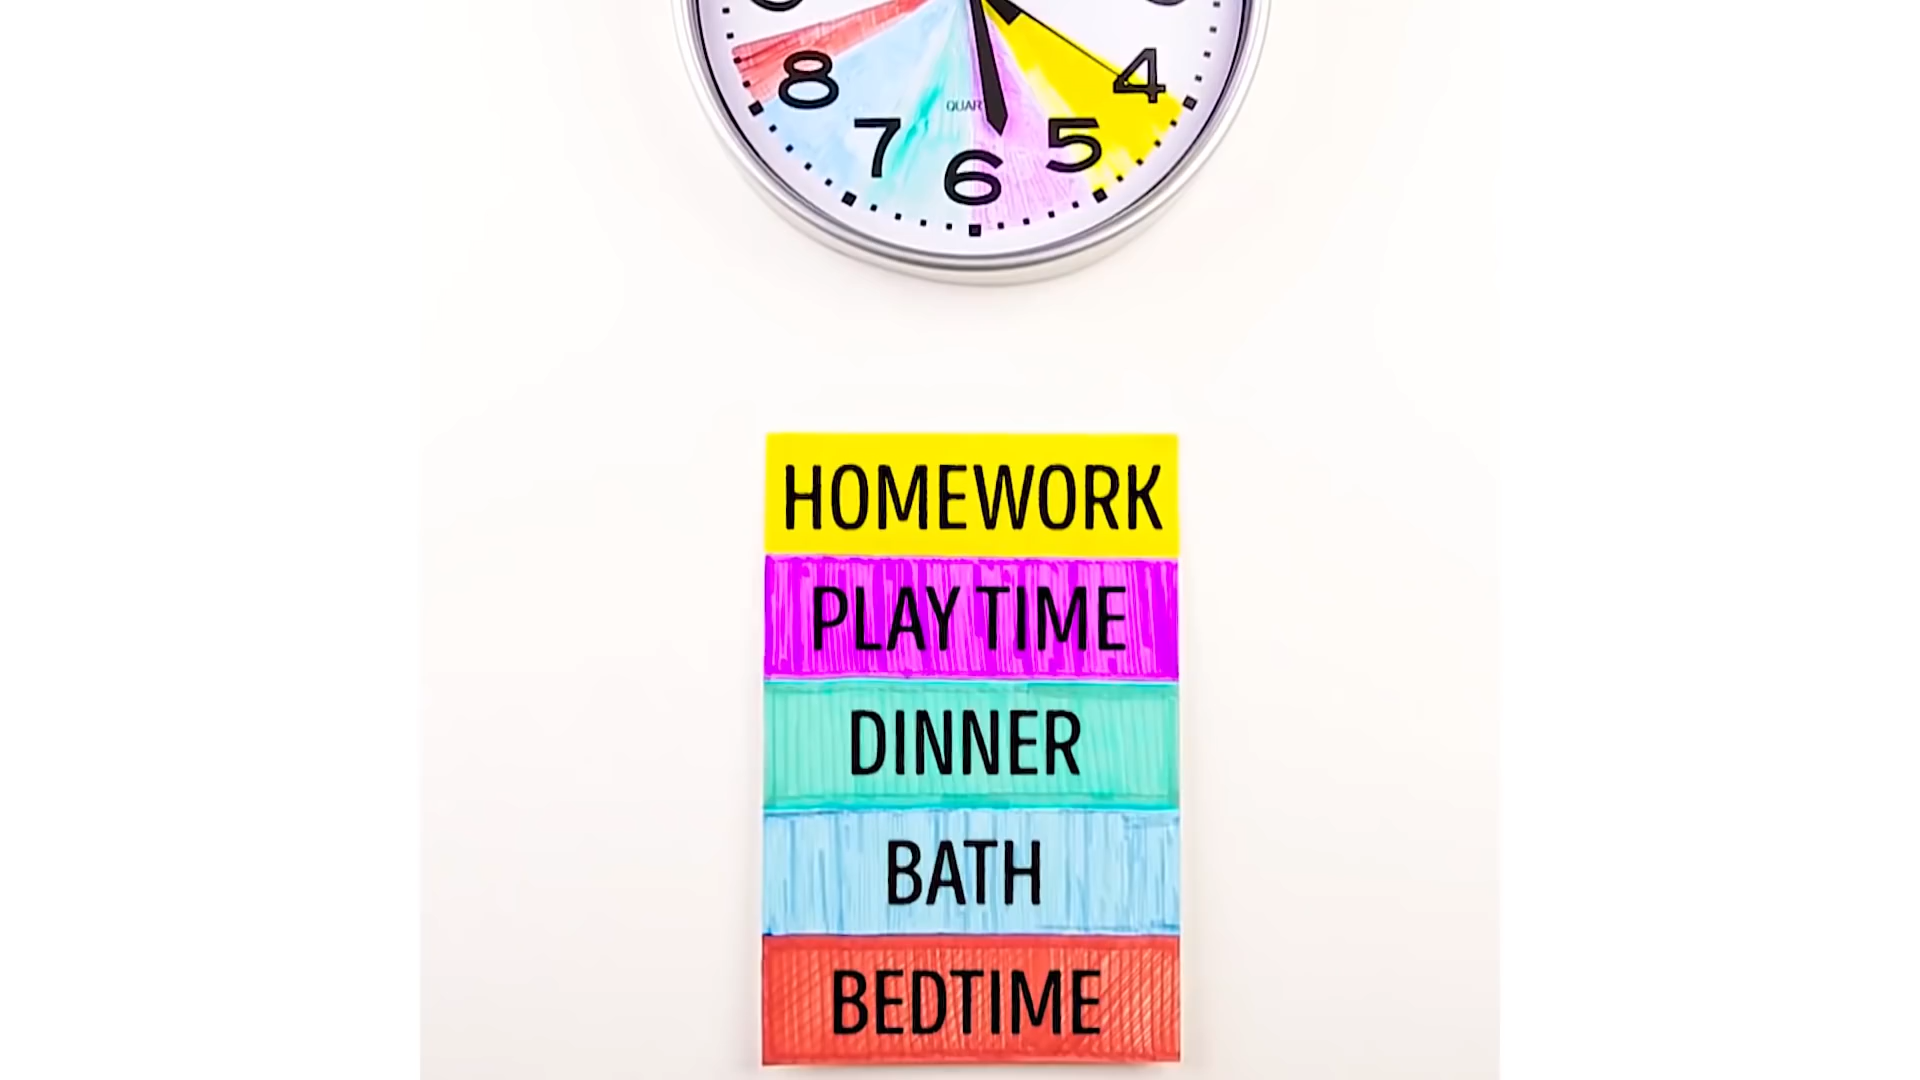 8
4
7
5
QUAR
6
HOMEWORK
PLAY TIME
DINNER
BATH
BEDTIME